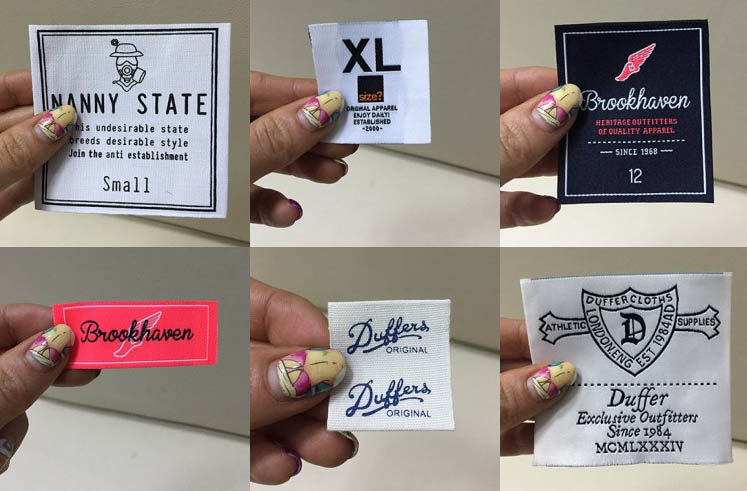 NANNY STATE
This undesirable state
breeds desirable style
Join the anti establishment
Small
XL
size?
ORIGINAL APPAREL
ENJOY DAILY!
ESTABLISHED
-2000-
Brookhaven
HERITAGE OUTFITTERS
OF QUALITY APPAREL
SINCE 1968
12
Brookhaven
Duffers
ORIGINAL
Duffers
ORIGINAL
DUFFER CLOTHS
ATHLETIC D SUPPLIES
LONDON.ENG EST 1984AD
Duffer
Exclusive Outfitters
Since 1984
MCMLXXXIV